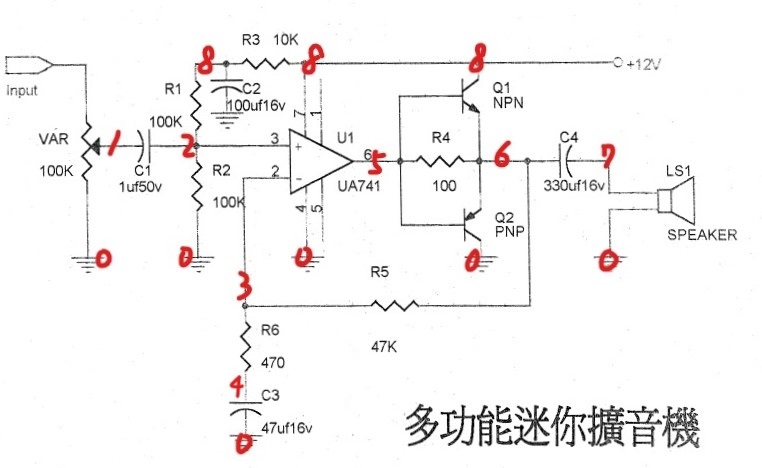 8 R3 10K 8 8 +12V
Input
R1 C2 Q1
100uf16v NPN
100K
7 1
VAR 1 2 3 + U1 R4 C4
6 5 6 7
100K C1 R2 2 - UA741 100 330uf16v LS1
1uf50v
100K 4 5 Q2
PNP SPEAKER
0 0 0 0 0
3 R5
R6 47K
470
4 C3
47uf16v
0
多功能迷你擴音機